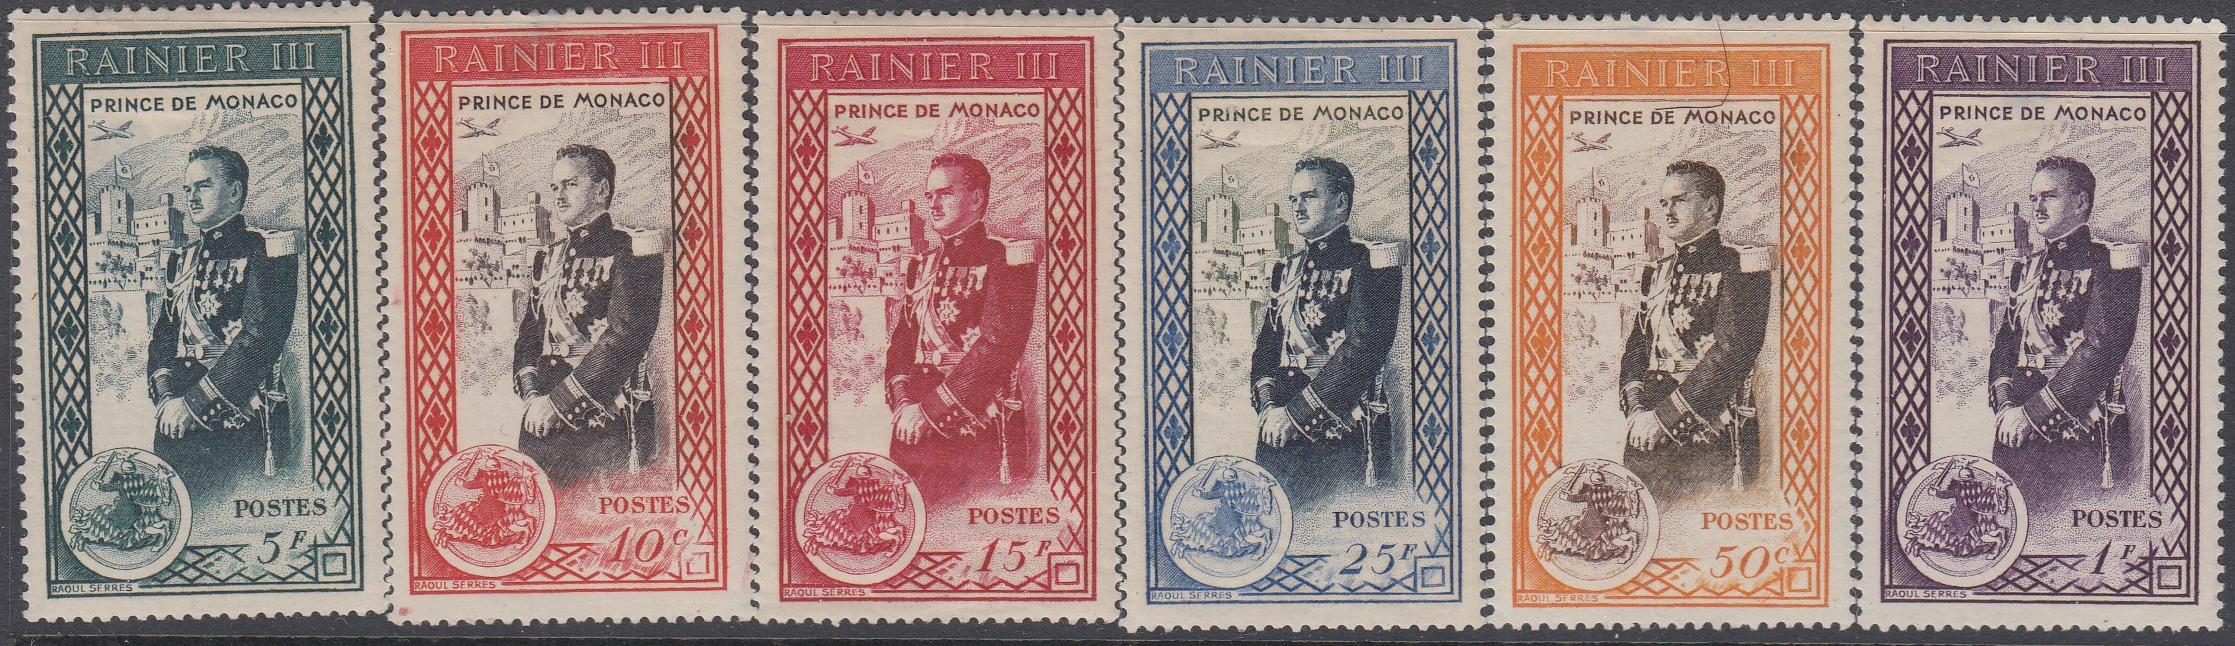 RAINIER III
PRINCE DE MONACO
POSTES
5F
RAOUL SERRES
RAINIER III
PRINCE DE MONACO
POSTES
10c
RAOUL SERRES
RAINIER III
PRINCE DE MONACO
POSTES
15F
RAOUL SERRES
RAINIER III
PRINCE DE MONACO
POSTES
25F
RAOUL SERRES
RAINIER III
PRINCE DE MONACO
POSTES
50c
RAOUL SERRES
RAINIER III
PRINCE DE MONACO
POSTES
1F
RAOUL SERRES